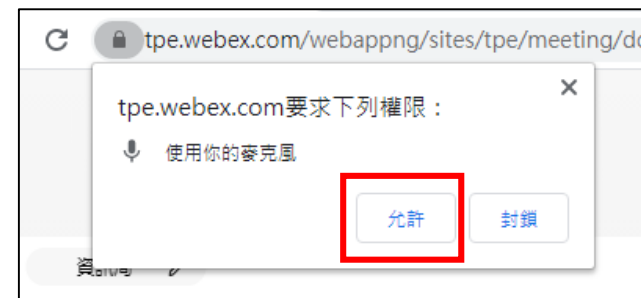 tpe.webex.com/webappng/sites/tpe/meeting/do
tpe.webex.com要求下列權限：
使用你的麥克風
允許
封鎖